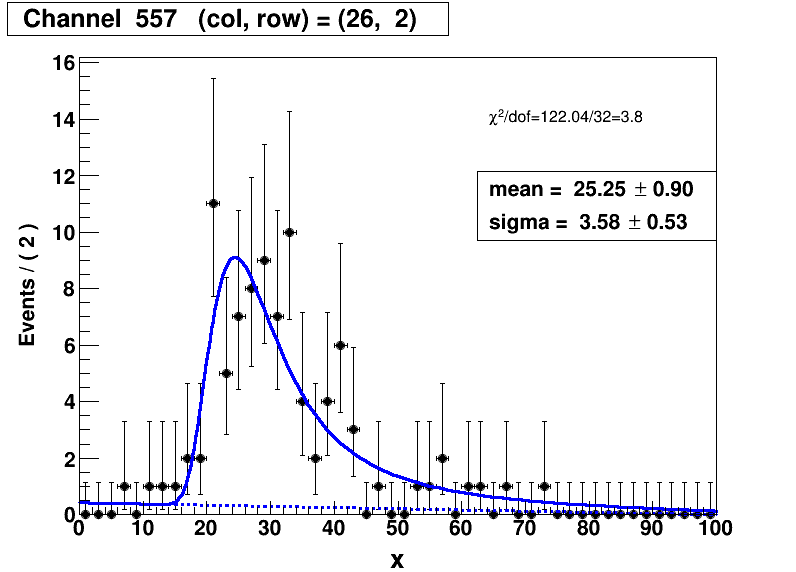 Channel 557 (col, row) = (26, 2)
χ²/dof=122.04/32=3.8
mean = 25.25 ± 0.90
sigma = 3.58 ± 0.53
Events / ( 2 )
16
14
12
10
8
6
4
2
0
0 10 20 30 40 50 60 70 80 90 100
x